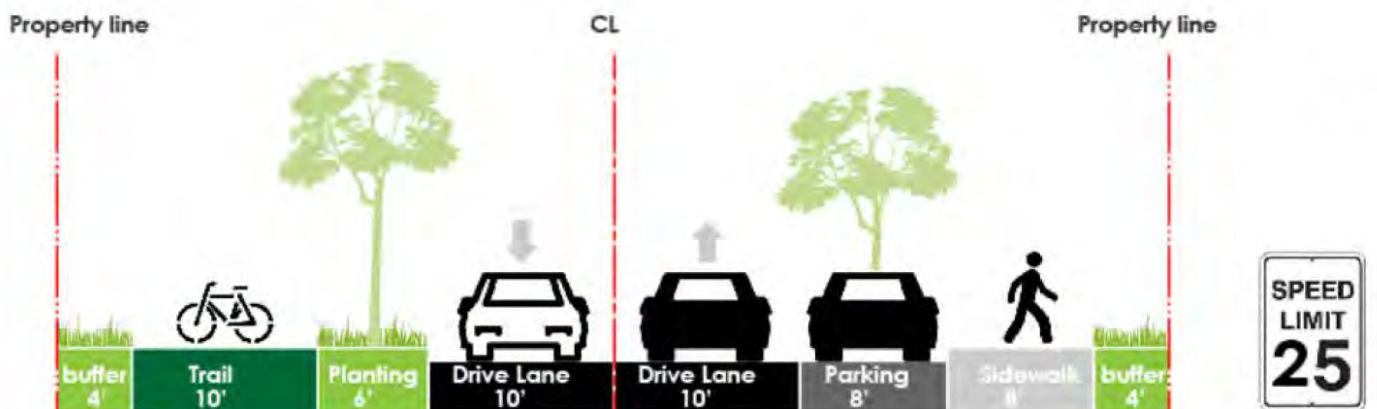 Property line
CL
Property line
buffer
4'
Trail
10'
Planting
6'
Drive Lane
10'
Drive Lane
10'
Parking
8'
Sidewalk
8'
buffer
4'
SPEED
LIMIT
25